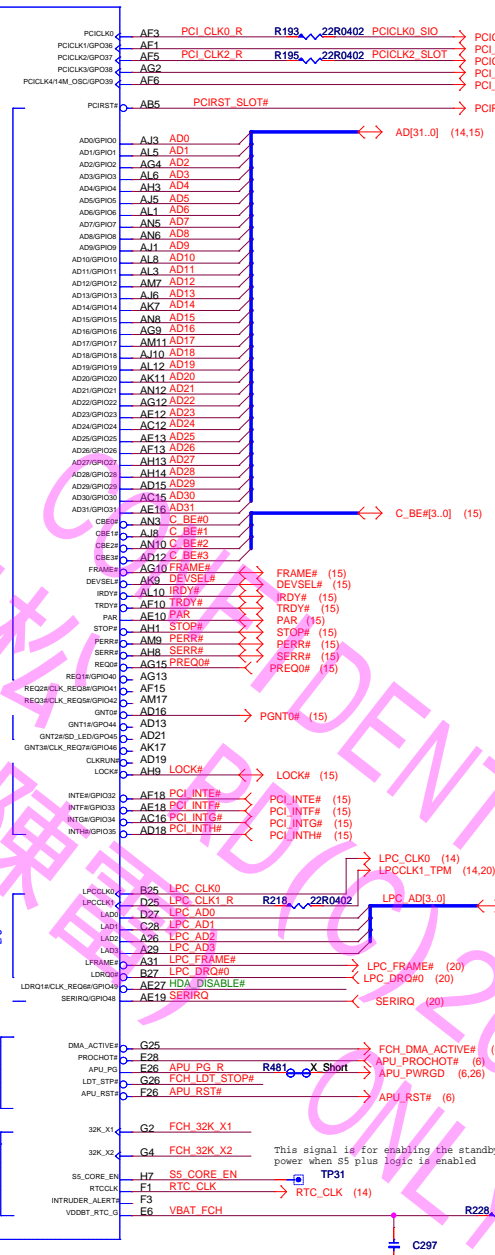 PCICLK0 AF3 PCI_CLK0_R R193 22R0402 PCICLK0_SIO
PCICLK1/GPO36 AF1
PCICLK2/GPO37 AF5 PCI_CLK2_R R195 22R0402 PCICLK2_SLOT
PCICLK3/GPO38 AG2
PCICLK4/14M_OSC/GPO39 AF6
PCIRST# AB5 PCIRST_SLOT#
AD[31..0] (14,15)
AD0/GPIO0 AJ3 AD0
AD1/GPIO1 AL5 AD1
AD2/GPIO2 AG4 AD2
AD3/GPIO3 AL6 AD3
AD4/GPIO4 AH3 AD4
AD5/GPIO5 AJ5 AD5
AD6/GPIO6 AL1 AD6
AD7/GPIO7 AN5 AD7
AD8/GPIO8 AN6 AD8
AD9/GPIO9 AJ1 AD9
AD10/GPIO10 AL8 AD10
AD11/GPIO11 AL3 AD11
AD12/GPIO12 AM7 AD12
AD13/GPIO13 AJ6 AD13
AD14/GPIO14 AK7 AD14
AD15/GPIO15 AN8 AD15
AD16/GPIO16 AG9 AD16
AD17/GPIO17 AM11 AD17
AD18/GPIO18 AJ10 AD18
AD19/GPIO19 AL12 AD19
AD20/GPIO20 AK11 AD20
AD21/GPIO21 AN12 AD21
AD22/GPIO22 AG12 AD22
AD23/GPIO23 AE12 AD23
AD24/GPIO24 AC12 AD24
AD25/GPIO25 AE13 AD25
AD26/GPIO26 AF13 AD26
AD27/GPIO27 AH13 AD27
AD28/GPIO28 AH14 AD28
AD29/GPIO29 AD15 AD29
AD30/GPIO30 AC15 AD30
AD31/GPIO31 AE16 AD31
CBE0# AN3 C_BE#0 C_BE#[3..0] (15)
CBE1# AJ8 C_BE#1
CBE2# AN10 C_BE#2
CBE3# AD12 C_BE#3
FRAME# AG10 FRAME# FRAME# (15)
DEVSEL# AK9 DEVSEL# DEVSEL# (15)
IRDY# AL10 IRDY# IRDY# (15)
TRDY# AF10 TRDY# TRDY# (15)
PAR AE10 PAR PAR (15)
STOP# AH1 STOP# STOP# (15)
PERR# AM9 PERR# PERR# (15)
SERR# AH8 SERR# SERR# (15)
REQ0# AG15 PREQ0# PREQ0# (15)
REQ1#/GPIO40 AG13
REQ2#/CLK_REQ8#/GPIO41 AF15
REQ3#/CLK_REQ5#/GPIO42 AM17
GNT0# AD16 PGNT0# (15)
GNT1#/GPO44 AD13
GNT2#/SD_LED/GPO45 AD21
GNT3#/CLK_REQ7#/GPIO46 AK17
CLKRUN# AD19
LOCK# AH9 LOCK# LOCK# (15)
INTE#/GPIO32 AF18 PCI_INTE# PCI_INTE# (15)
INTF#/GPIO33 AE18 PCI_INTF# PCI_INTF# (15)
INTG#/GPIO34 AC16 PCI_INTG# PCI_INTG# (15)
INTH#/GPIO35 AD18 PCI_INTH# PCI_INTH# (15)
LPC_CLK0 (14)
LPCCLK1_TPM (14,20)
LPCCLK0 B25 LPC_CLK0
LPCCLK1 D25 LPC_CLK1_R R218 22R0402 LPC_AD[3..0]
LAD0 D27 LPC_AD0
LAD1 C28 LPC_AD1
LAD2 A26 LPC_AD2
LAD3 A29 LPC_AD3
LFRAME# A31 LPC_FRAME# LPC_FRAME# (20)
LDRQ0# B27 LPC_DRQ#0 LPC_DRQ#0 (20)
LDRQ1#/CLK_REQ6#/GPIO49 AE27 HDA_DISABLE#
SERIRQ/GPIO48 AE19 SERIRQ SERIRQ (20)
DMA_ACTIVE# G25 FCH_DMA_ACTIVE#
PROCHOT# E28 APU_PROCHOT# (6)
APU_PG E26 APU_PG_R R481 X_Short APU_PWRGD (6,26)
LDT_STP# G26 FCH_LDT_STOP#
APU_RST# F26 APU_RST# APU_RST# (6)
32K_X1 G2 FCH_32K_X1
32K_X2 G4 FCH_32K_X2
This signal is for enabling the standby
power when S5 plus logic is enabled
S5_CORE_EN H7 S5_CORE_EN TP31
RTCCLK F1 RTC_CLK RTC_CLK (14)
INTRUDER_ALERT# F3
VDDBT_RTC_G E6 VBAT_FCH R228
C297